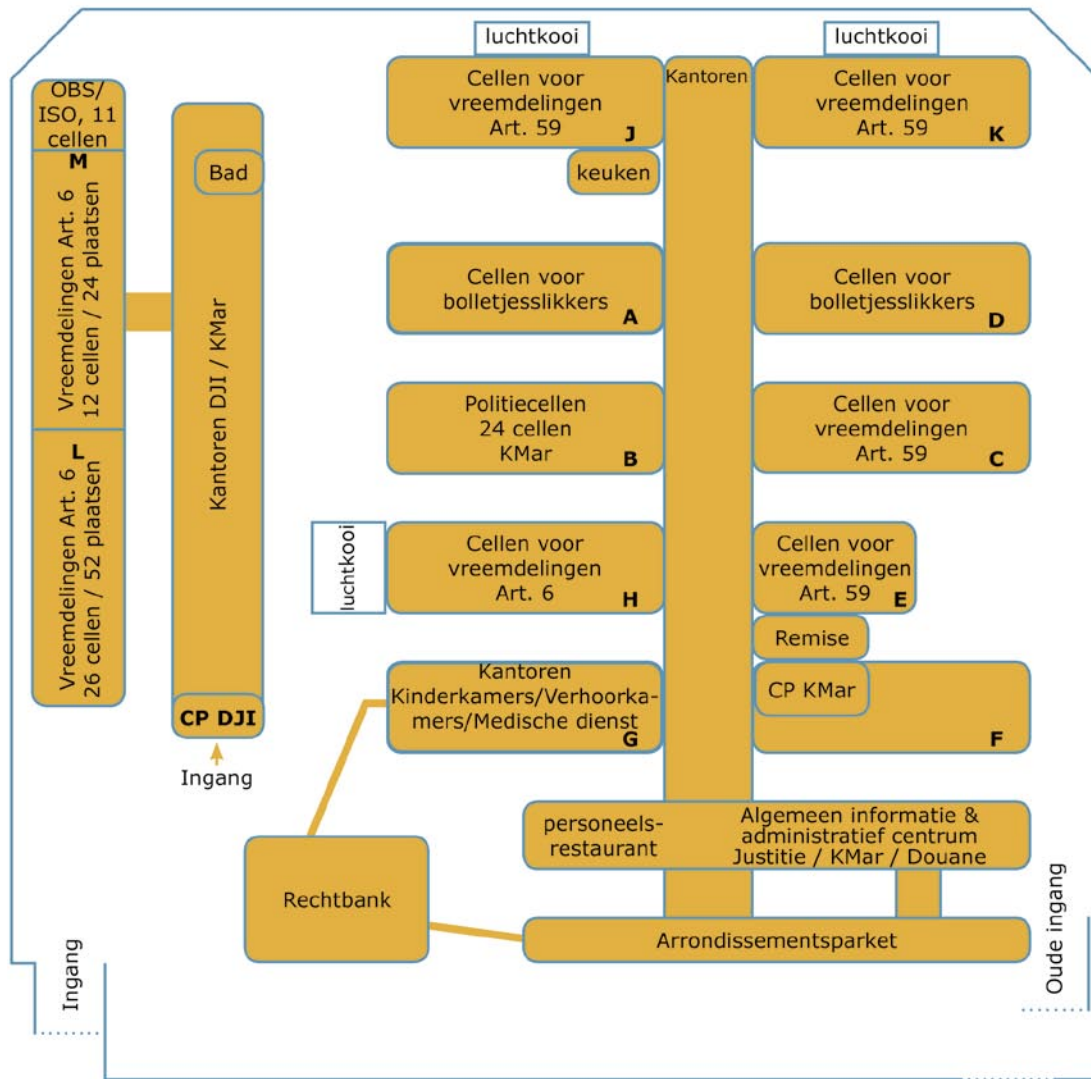 luchtkooi
luchtkooi
OBS/
ISO, 11
cellen
M
Vreemdelingen Art. 6
12 cellen / 24 plaatsen
L
Vreemdelingen Art. 6
26 cellen / 52 plaatsen
Bad
Kantoren DJI / KMar
CP DJI
Ingang
Cellen voor
vreemdelingen
Art. 59
J
keuken
Kantoren
Cellen voor
vreemdelingen
Art. 59
K
Cellen voor
bolletjesslikkers
A
Cellen voor
bolletjesslikkers
D
Politiecellen
24 cellen
KMar
B
Cellen voor
vreemdelingen
Art. 59
C
luchtkooi
Cellen voor
vreemdelingen
Art. 6
H
Cellen voor
vreemdelingen
Art. 59
E
Remise
Kantoren
Kinderkamers/Verhoorka-
mers/Medische dienst
G
CP KMar
F
personeels-
restaurant
Algemeen informatie &
administratief centrum
Justitie / KMar / Douane
Rechtbank
Arrondissementsparket
Ingang
Oude ingang